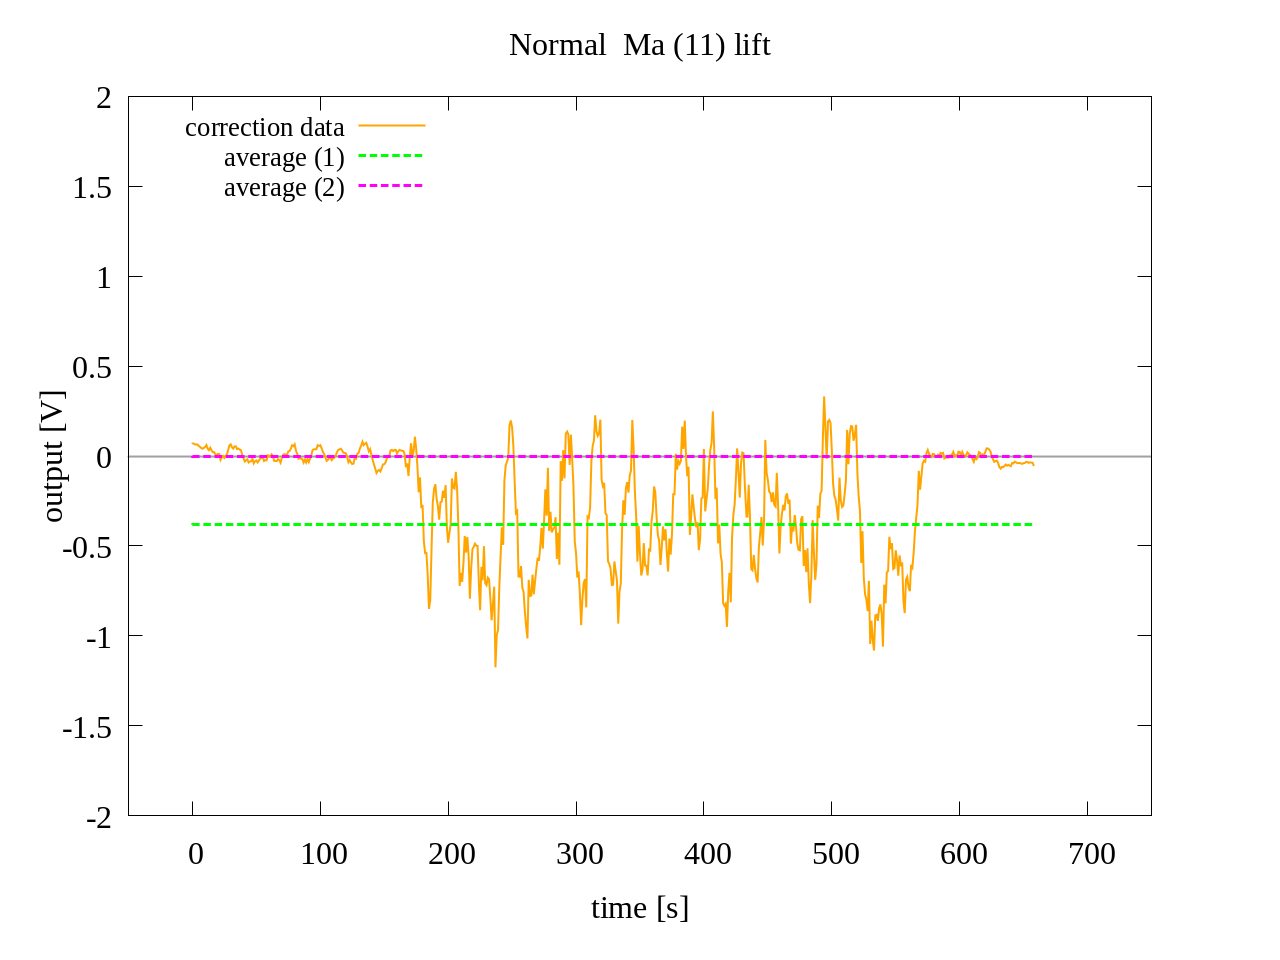 Normal  Ma (11) lift
correction data
average (1)
average (2)
2
1.5
1
0.5
0
-0.5
-1
-1.5
-2
output [V]
0 100 200 300 400 500 600 700
time [s]